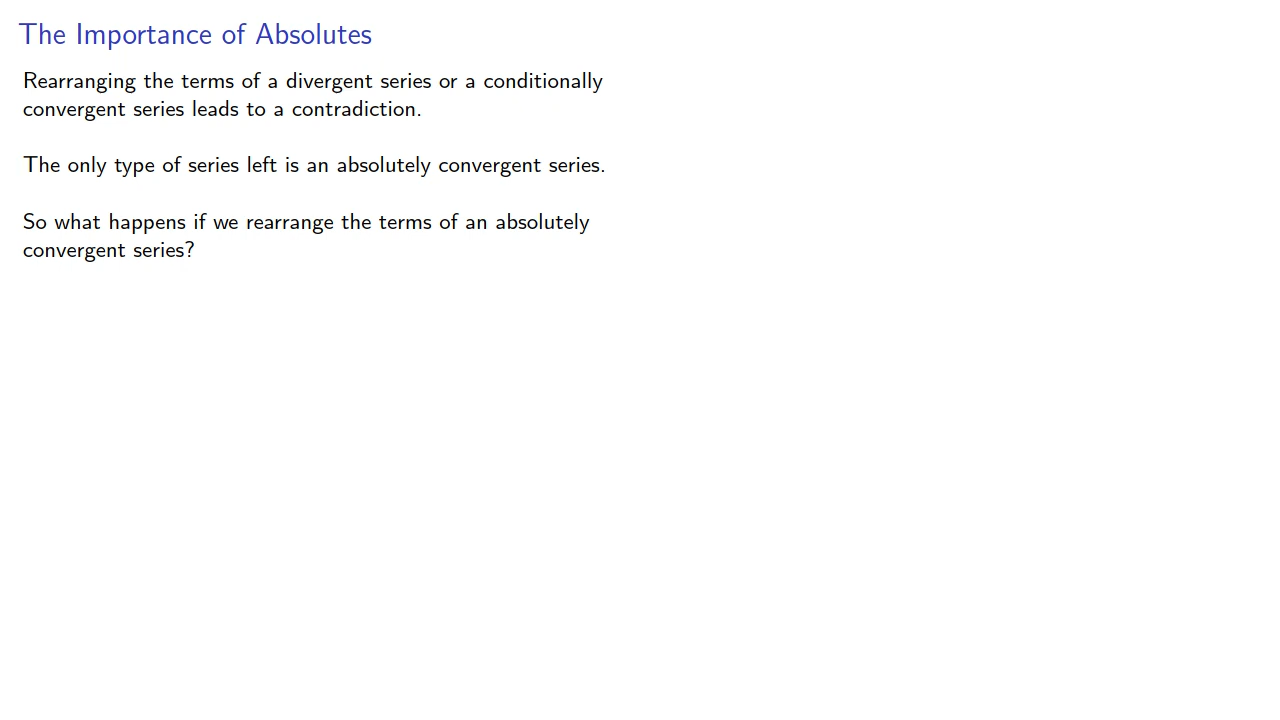 The Importance of Absolutes
Rearranging the terms of a divergent series or a conditionally
convergent series leads to a contradiction.
The only type of series left is an absolutely convergent series.
So what happens if we rearrange the terms of an absolutely
convergent series?